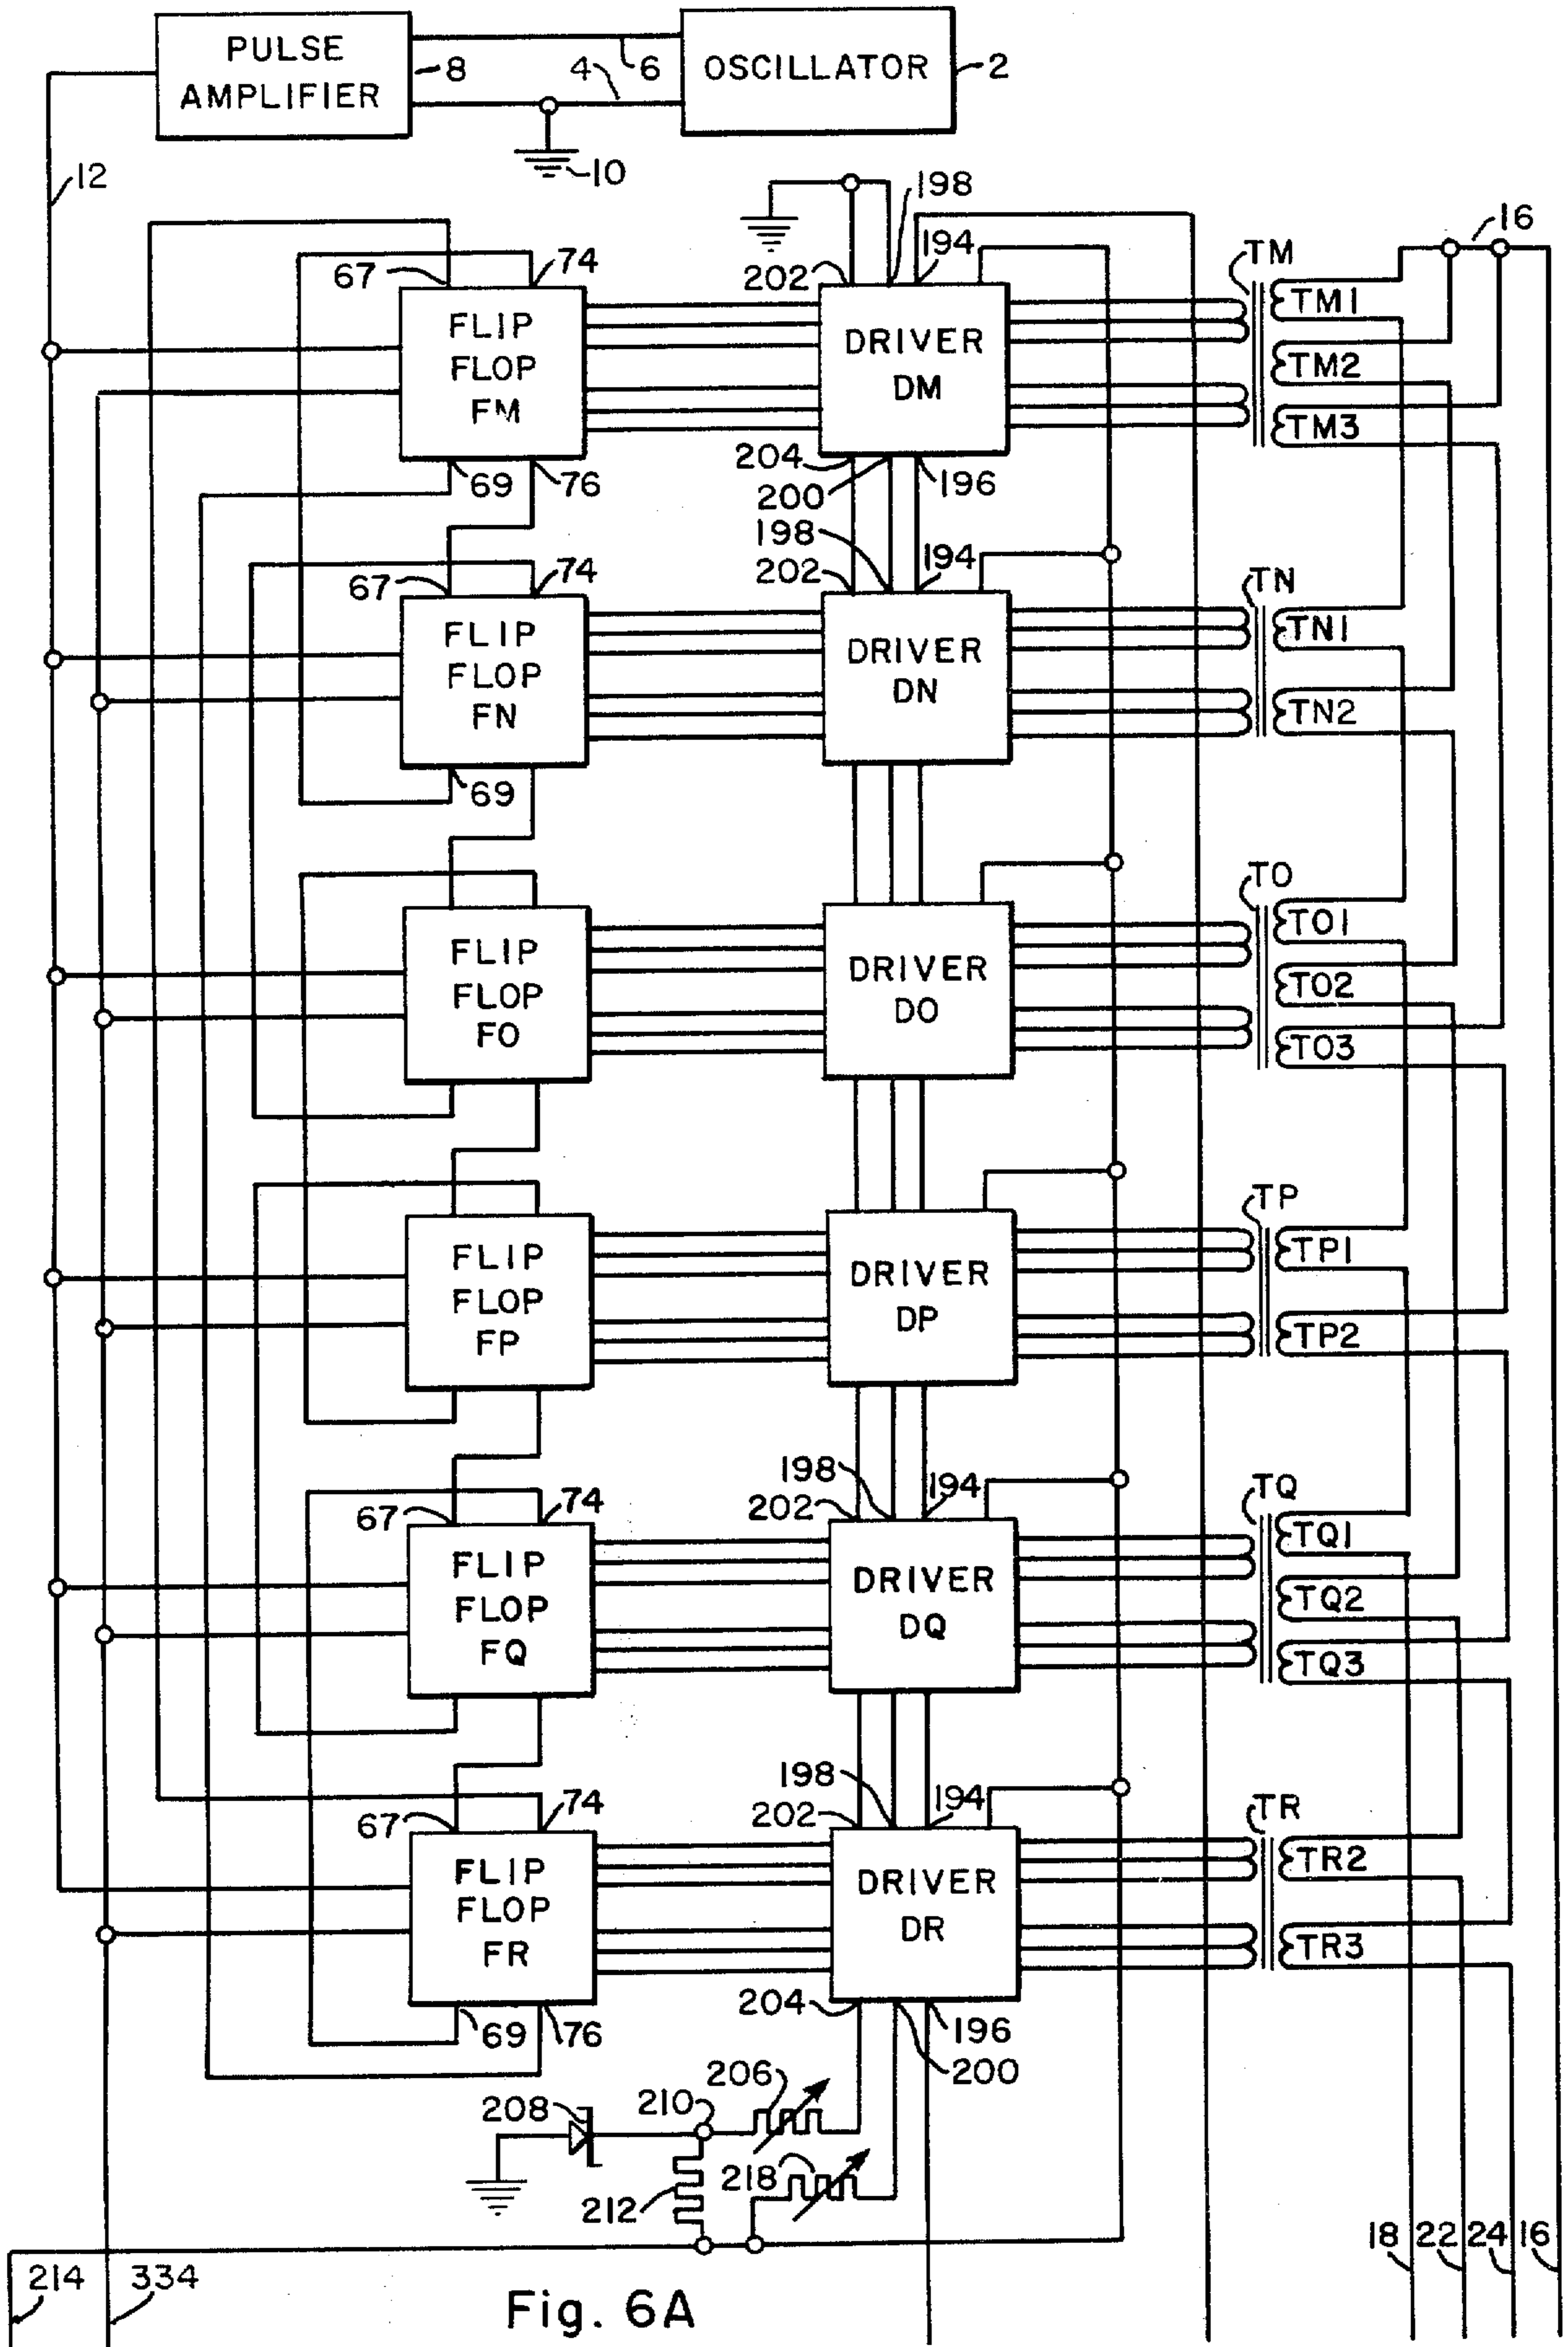 PULSE
AMPLIFIER
8
6
4
OSCILLATOR
2
10
12
198
194
202
16
67
74
FLIP
FLOP
FM
DRIVER
DM
TM
TM1
TM2
TM3
69
76
204
200
196
198
202
194
67
74
FLIP
FLOP
FN
DRIVER
DN
TN
TN1
TN2
69
FLIP
FLOP
FO
DRIVER
DO
TO
TO1
TO2
TO3
FLIP
FLOP
FP
DRIVER
DP
TP
TP1
TP2
198
194
202
67
74
FLIP
FLOP
FQ
DRIVER
DQ
TQ
TQ1
TQ2
TQ3
198
194
202
67
74
FLIP
FLOP
FR
DRIVER
DR
TR
TR2
TR3
69
76
204
196
200
206
208
210
212
218
214
334
18
22
24
16
Fig. 6A